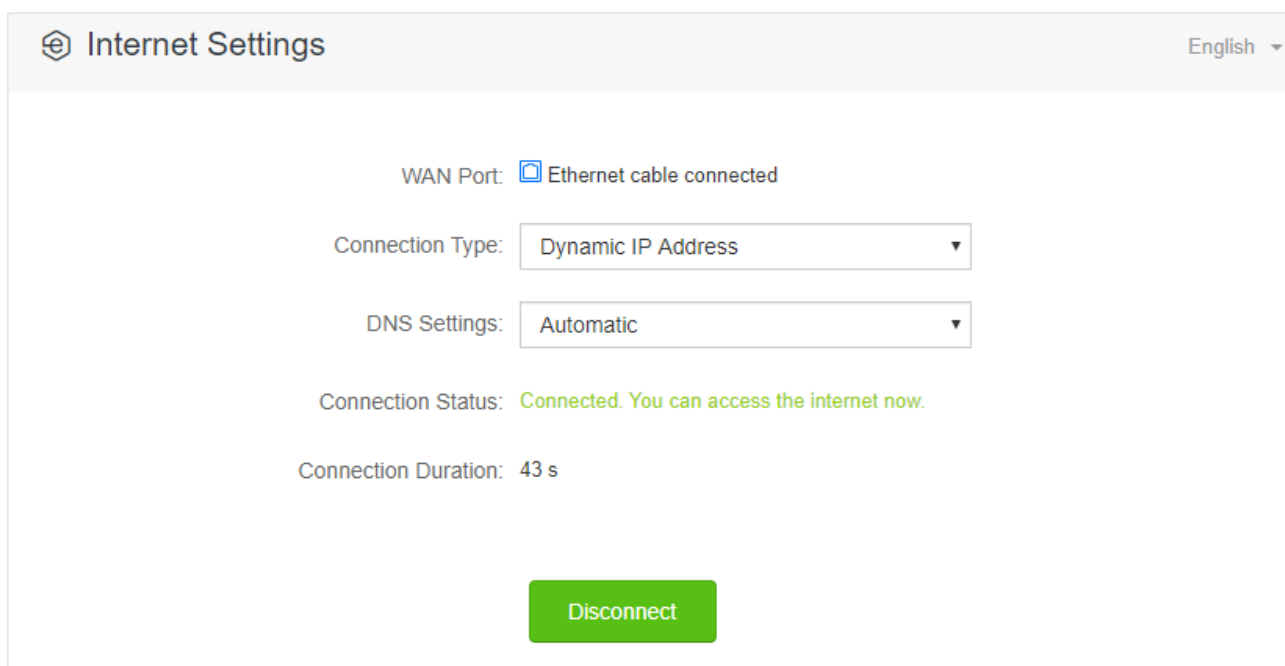 Internet Settings
English
WAN Port: Ethernet cable connected
Connection Type: Dynamic IP Address
DNS Settings: Automatic
Connection Status: Connected. You can access the internet now.
Connection Duration: 43 s
Disconnect